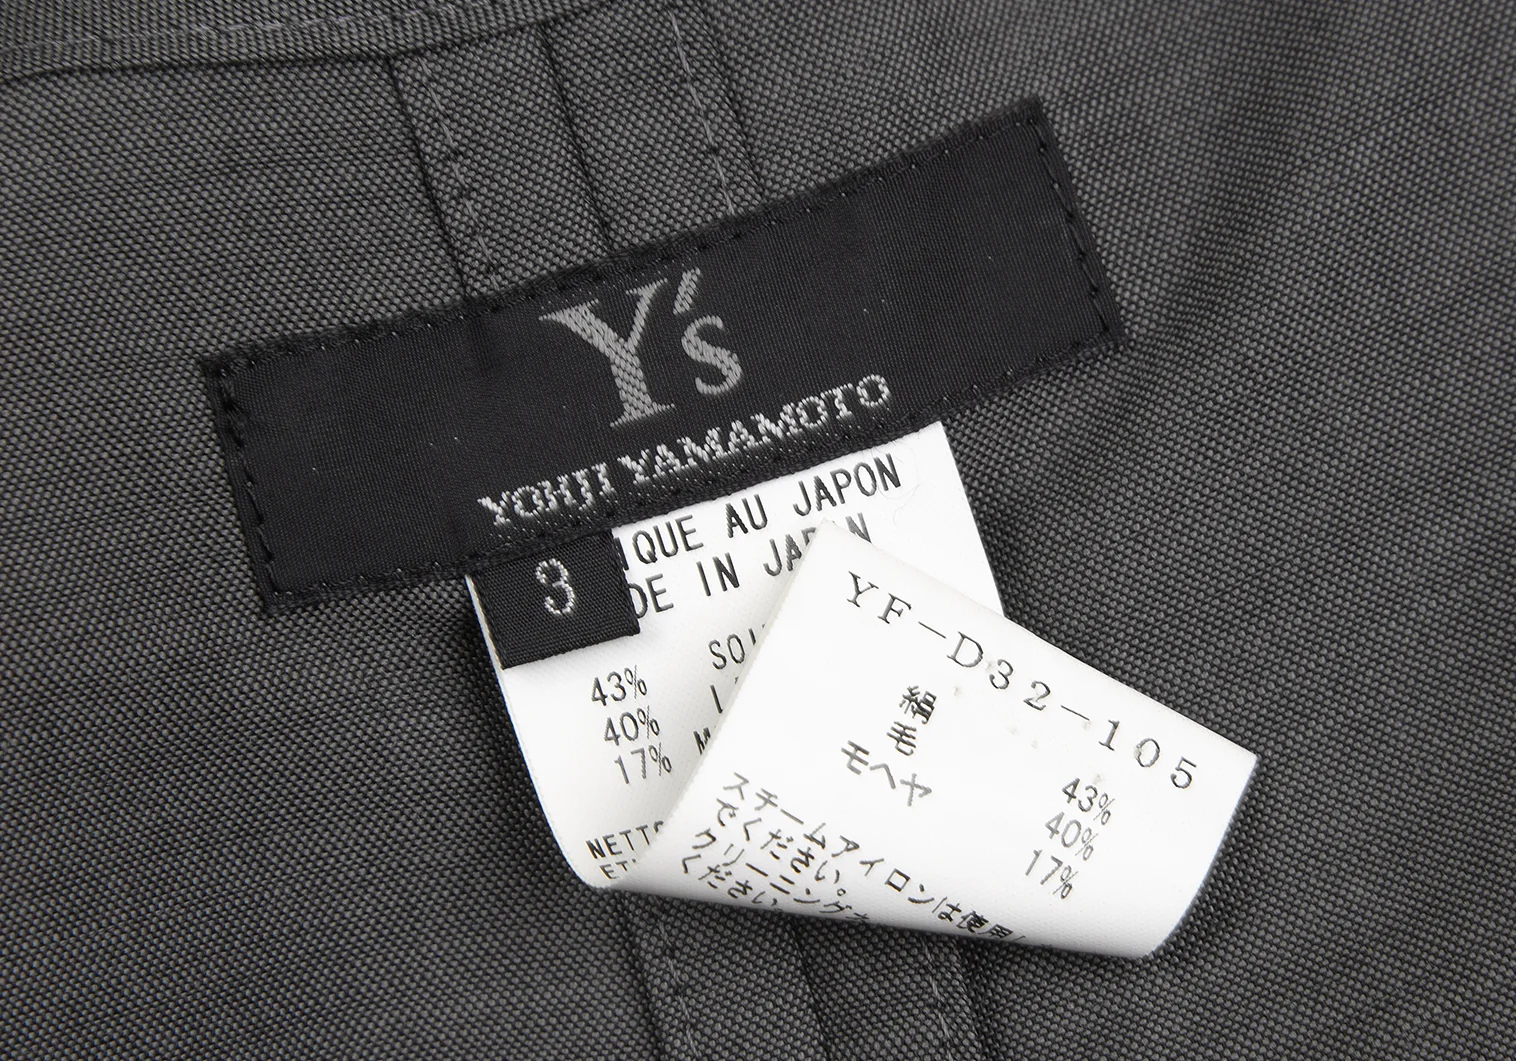 Y's
YOHJI YAMAMOTO
3
QUE AU JAPON
DE IN
43%
40%
17%
YF-D32-105
絹 43%
毛 40%
モヘヤ 17%
スチームアイロンは使用し
でください。
クリーニング
ください。